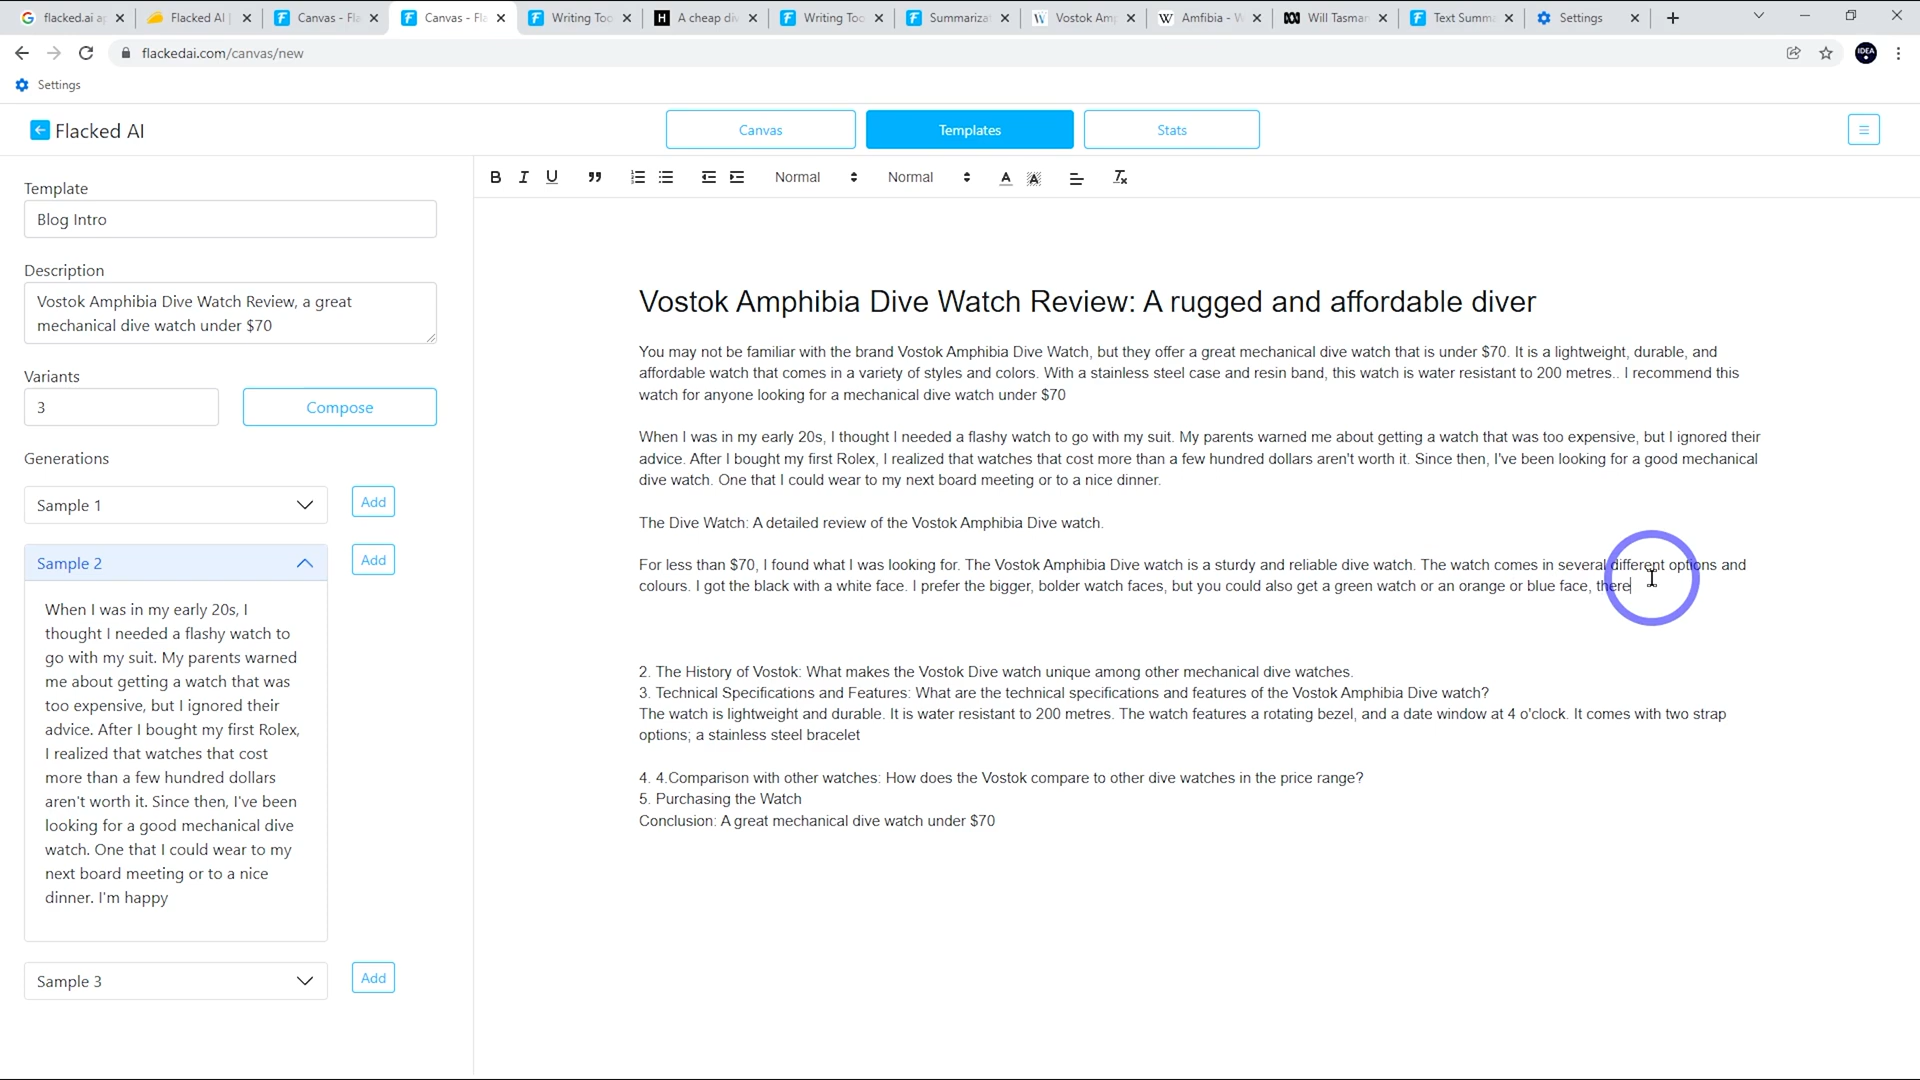 flacked.ai a
Flacked AI |
Canvas - Fla
Canvas - Fla
Writing Too
A cheap div
Writing Too
Summariza
Vostok Amp
Amfibia - W
Will Tasma
Text Summ
Settings
flackedai.com/canvas/new
IDEA
Settings
Flacked AI
Canvas
Templates
Stats
Template
Blog Intro
Description
Vostok Amphibia Dive Watch Review, a great
mechanical dive watch under $70
Variants
3
Compose
Generations
Sample 1
Add
Sample 2
Add
When I was in my early 20s, I
thought I needed a flashy watch to
go with my suit. My parents warned
me about getting a watch that was
too expensive, but I ignored their
advice. After I bought my first Rolex,
I realized that watches that cost
more than a few hundred dollars
aren't worth it. Since then, I've been
looking for a good mechanical dive
watch. One that I could wear to my
next board meeting or to a nice
dinner. I'm happy
Sample 3
Add
B I U
Normal
Normal
A
Vostok Amphibia Dive Watch Review: A rugged and affordable diver
You may not be familiar with the brand Vostok Amphibia Dive Watch, but they offer a great mechanical dive watch that is under $70. It is a lightweight, durable, and
affordable watch that comes in a variety of styles and colors. With a stainless steel case and resin band, this watch is water resistant to 200 metres.. I recommend this
watch for anyone looking for a mechanical dive watch under $70
When I was in my early 20s, I thought I needed a flashy watch to go with my suit. My parents warned me about getting a watch that was too expensive, but I ignored their
advice. After I bought my first Rolex, I realized that watches that cost more than a few hundred dollars aren't worth it. Since then, I've been looking for a good mechanical
dive watch. One that I could wear to my next board meeting or to a nice dinner.
The Dive Watch: A detailed review of the Vostok Amphibia Dive watch.
For less than $70, I found what I was looking for. The Vostok Amphibia Dive watch is a sturdy and reliable dive watch. The watch comes in several different options and
colours. I got the black with a white face. I prefer the bigger, bolder watch faces, but you could also get a green watch or an orange or blue face, there
2. The History of Vostok: What makes the Vostok Dive watch unique among other mechanical dive watches.
3. Technical Specifications and Features: What are the technical specifications and features of the Vostok Amphibia Dive watch?
The watch is lightweight and durable. It is water resistant to 200 metres. The watch features a rotating bezel, and a date window at 4 o'clock. It comes with two strap
options; a stainless steel bracelet
4. 4.Comparison with other watches: How does the Vostok compare to other dive watches in the price range?
5. Purchasing the Watch
Conclusion: A great mechanical dive watch under $70